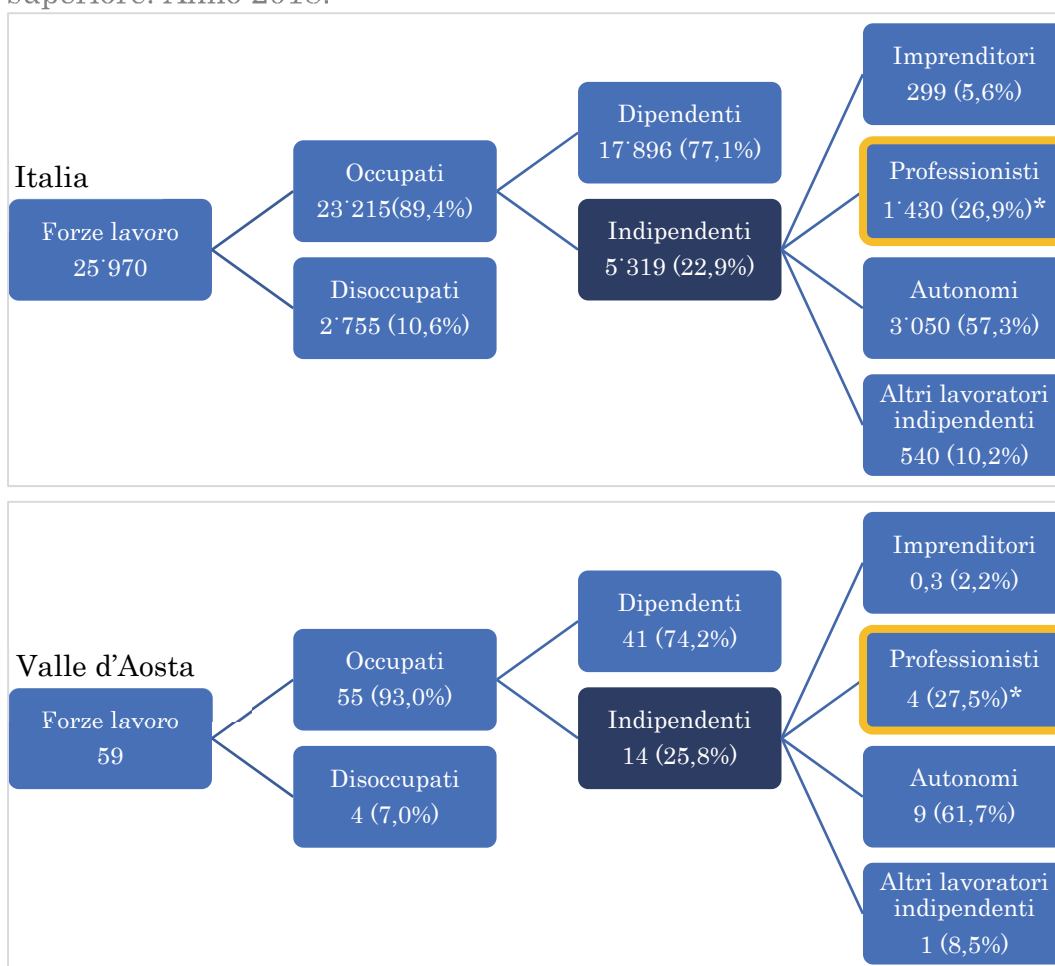 superiore. Anno 2018.
Italia
Forze lavoro
25˙970
Occupati
23˙215(89,4%)
Disoccupati
2˙755 (10,6%)
Dipendenti
17˙896 (77,1%)
Indipendenti
5˙319 (22,9%)
Imprenditori
299 (5,6%)
Professionisti
1˙430 (26,9%)*
Autonomi
3˙050 (57,3%)
Altri lavoratori
indipendenti
540 (10,2%)
Valle d’Aosta
Forze lavoro
59
Occupati
55 (93,0%)
Disoccupati
4 (7,0%)
Dipendenti
41 (74,2%)
Indipendenti
14 (25,8%)
Imprenditori
0,3 (2,2%)
Professionisti
4 (27,5%)*
Autonomi
9 (61,7%)
Altri lavoratori
indipendenti
1 (8,5%)